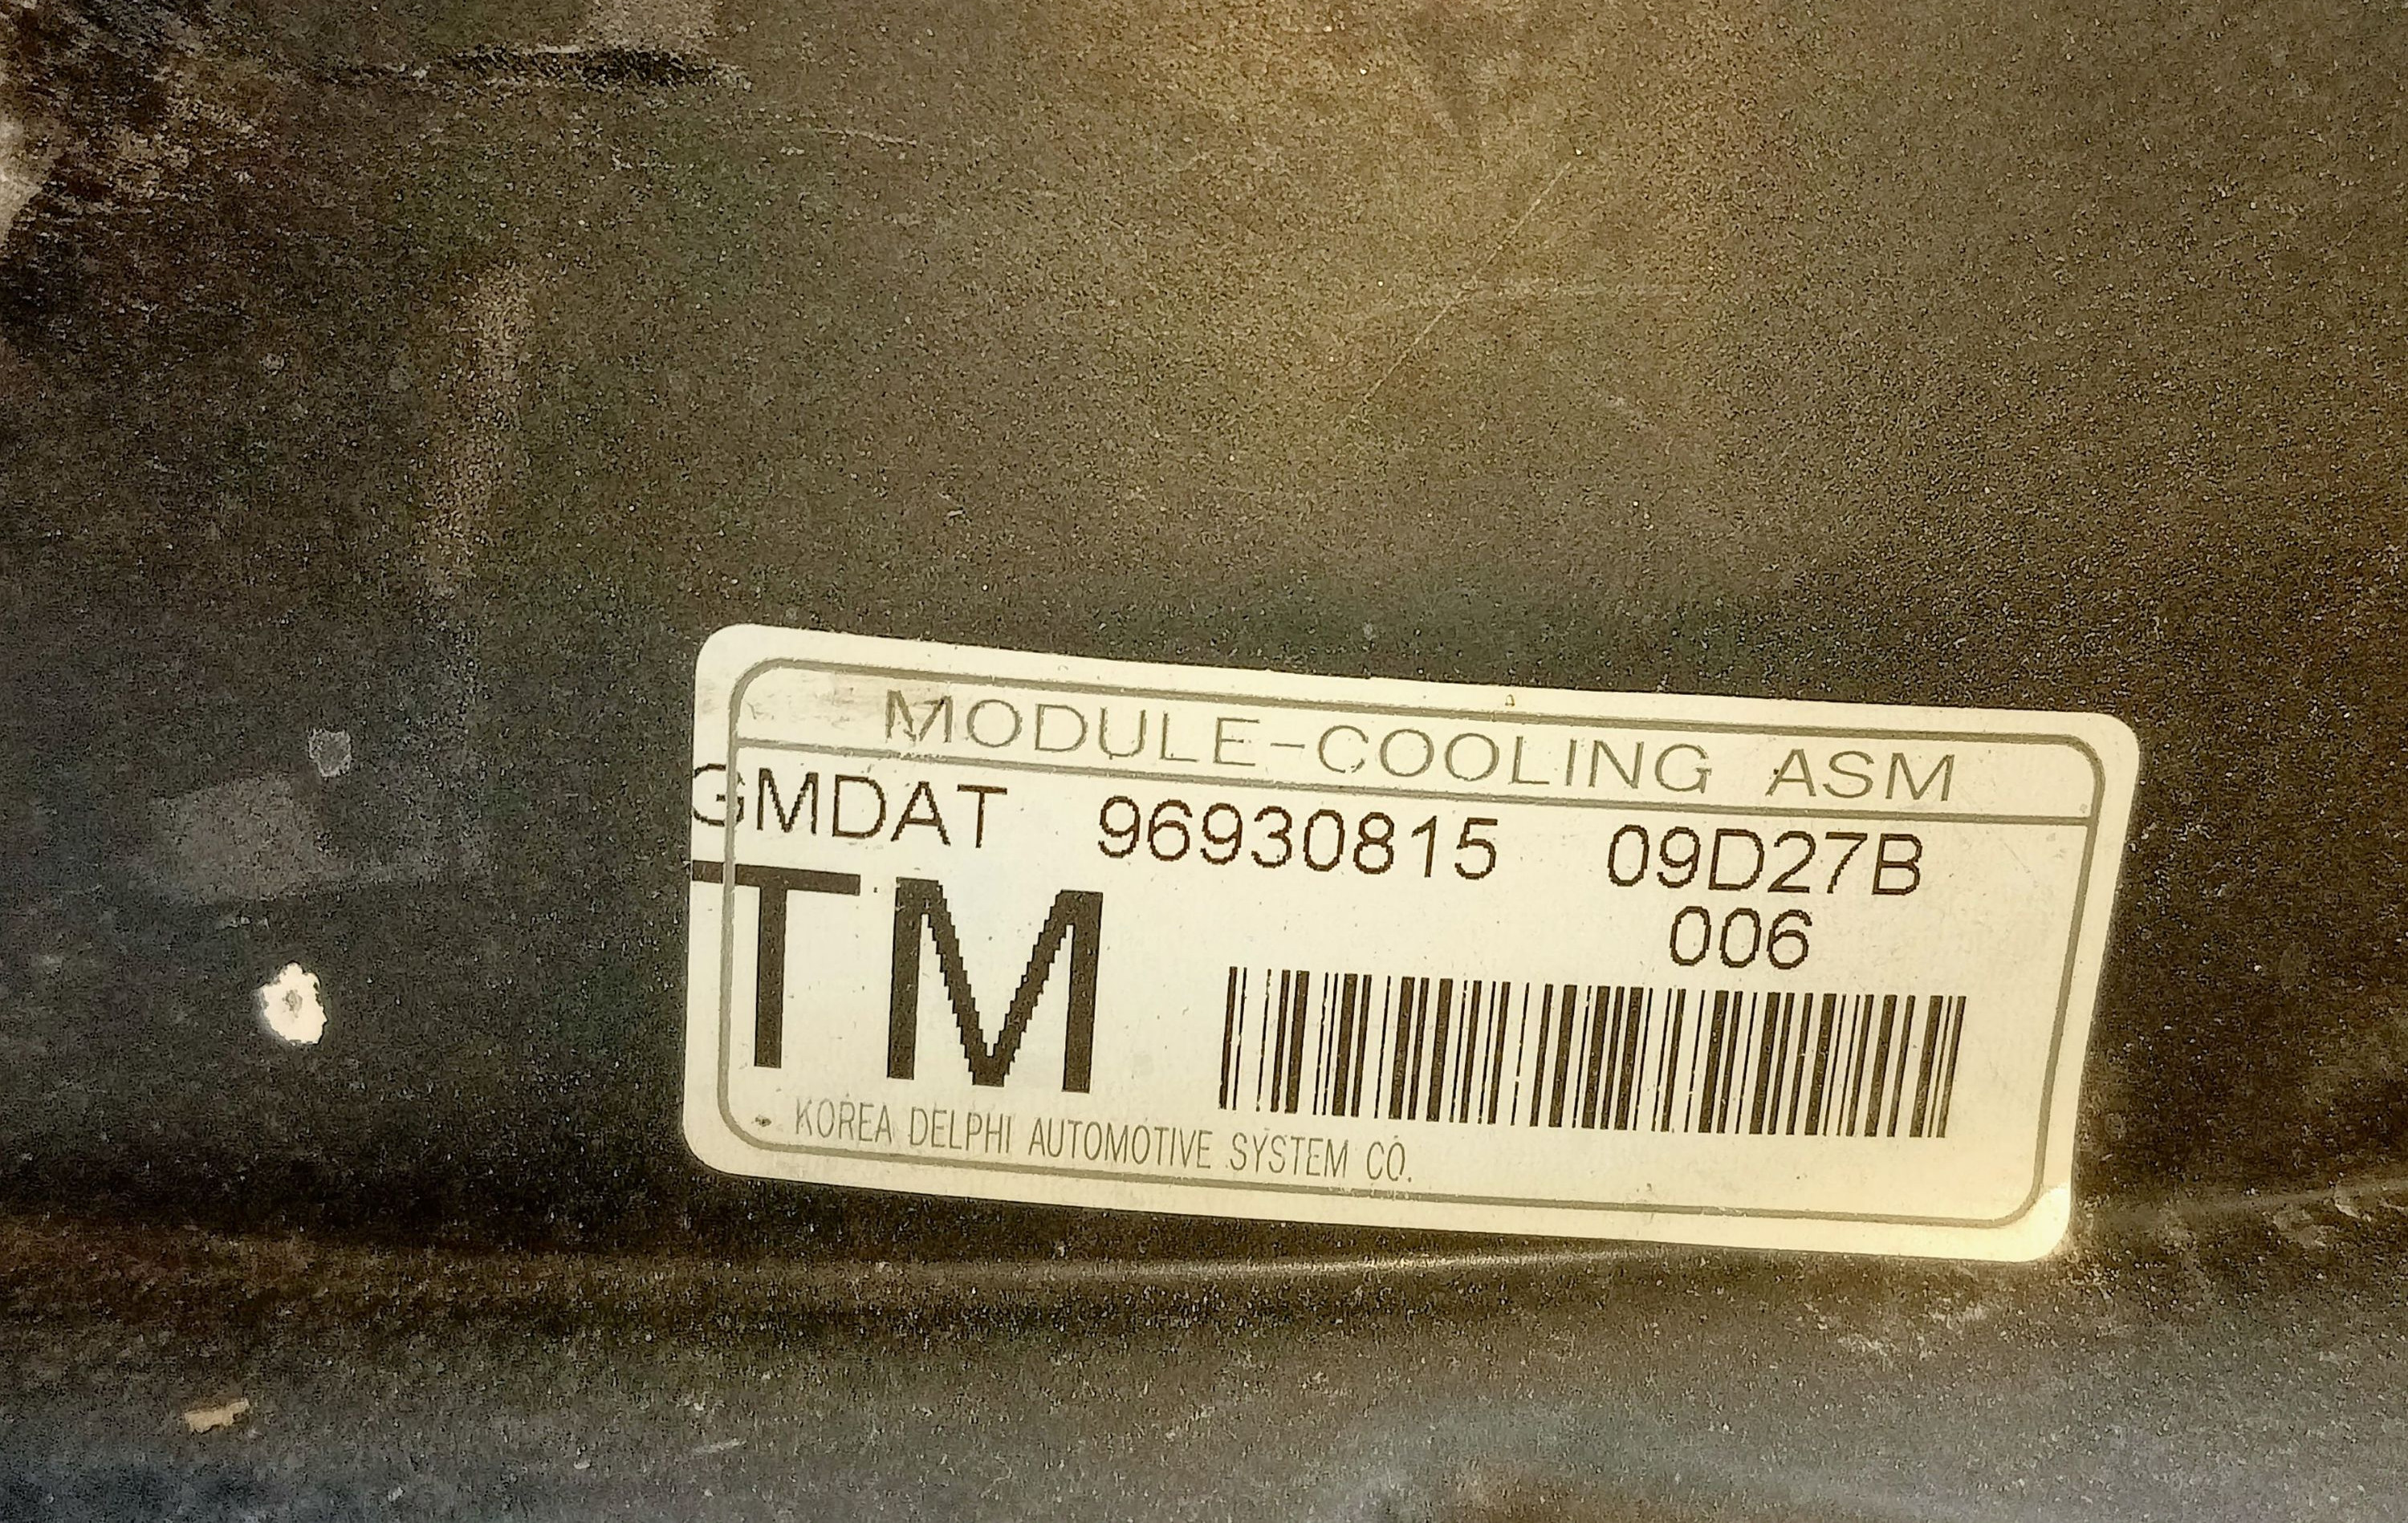 MODULE-COOLING ASM
GMDAT 96930815 09D27B
006
TM
KOREA DELPHI AUTOMOTIVE SYSTEM CO.